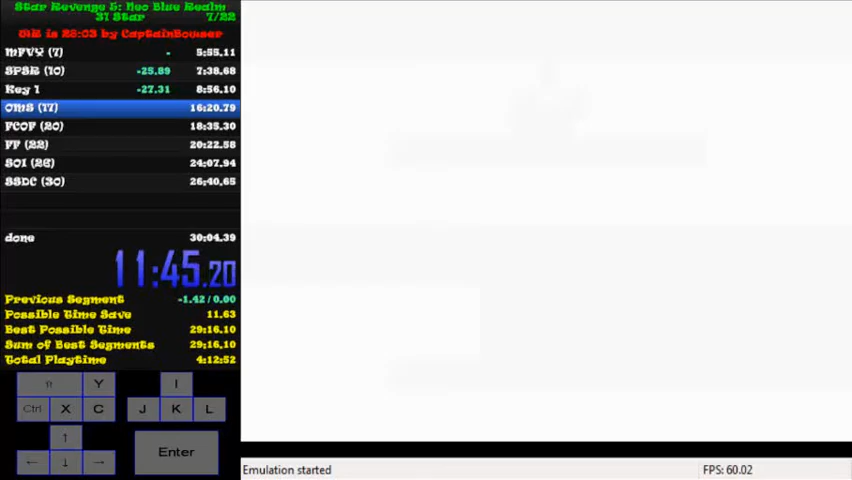 Star Revenge 5: Neo Blue Realm
31 Star 7/22
WR is 28:03 by CaptainBowser
MFVY (7) - 5:55.11
SPSR (10) -25.89 7:38.68
Key 1 -27.31 8:56.10
OMS (17) 16:20.79
FCOF (20) 18:35.30
FF (22) 20:22.58
SOI (26) 24:07.94
SSDC (30) 26:40.65
done 30:04.39
11:45.20
Previous Segment -1.42 / 0.00
Possible Time Save 11.63
Best Possible Time 29:16.10
Sum of Best Segments 29:16.10
Total Playtime 4:12:52
⇧ Y I
Ctrl X C J K L
↑ Enter
← ↓ →
Emulation started FPS: 60.02